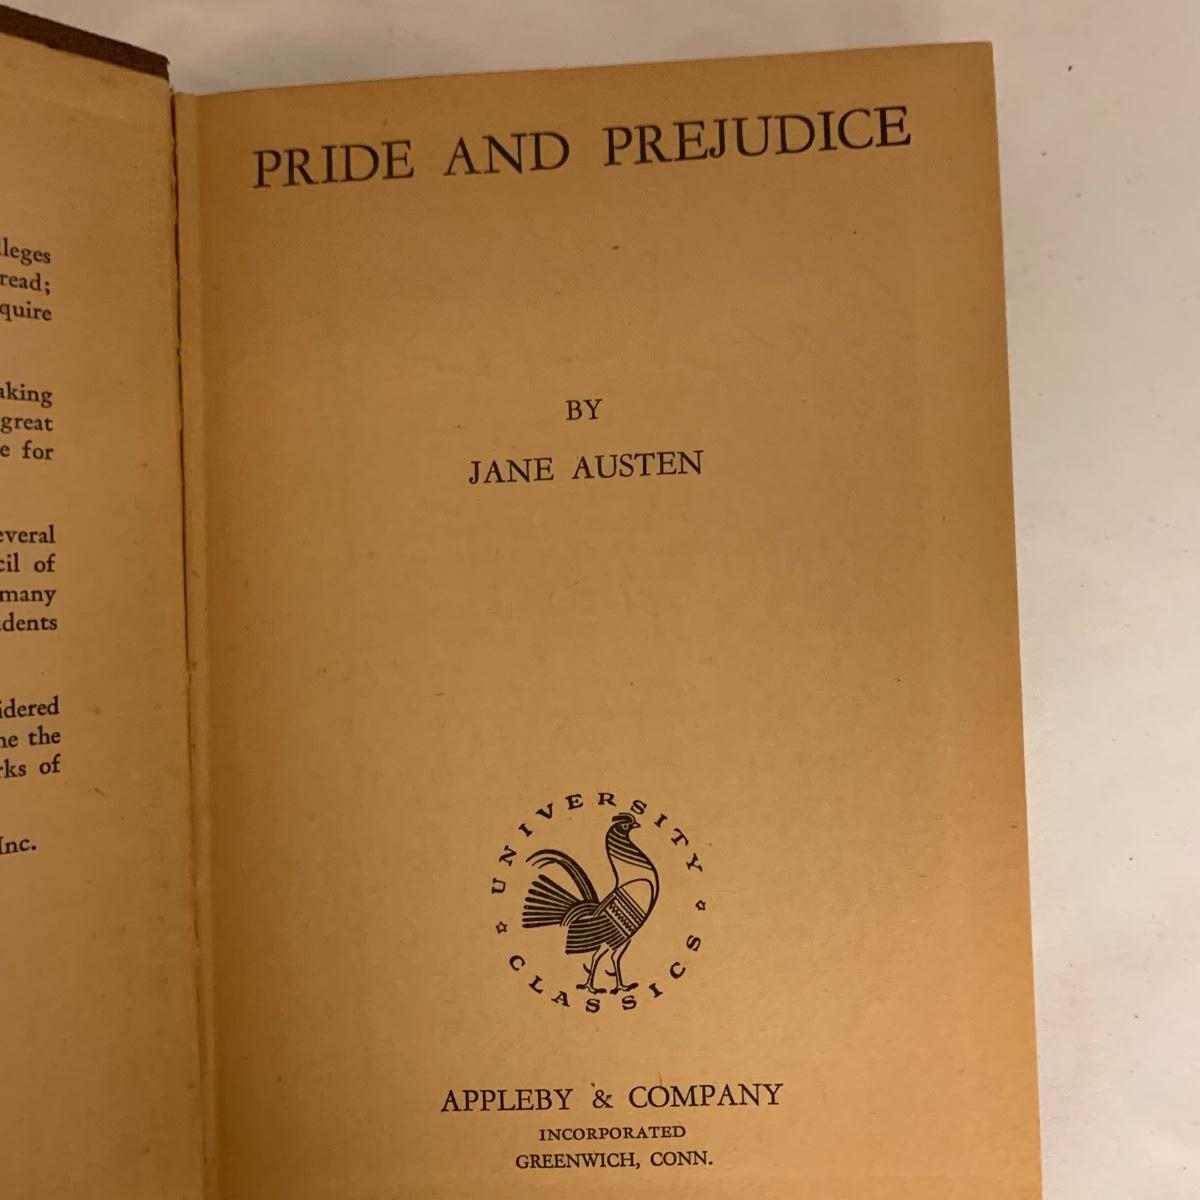 lleges
read;
quire
aking
great
e for
everal
cil of
many
dents
idered
ne the
rks of
Inc.
PRIDE AND PREJUDICE
BY
JANE AUSTEN
UNIVERSITY
CLASSICS
APPLEBY & COMPANY
INCORPORATED
GREENWICH, CONN.